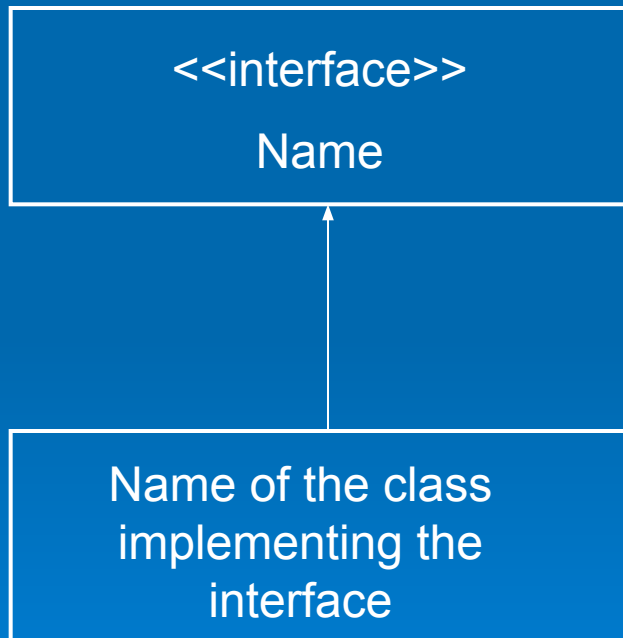 <<interface>>
Name
Name of the class
implementing the
interface